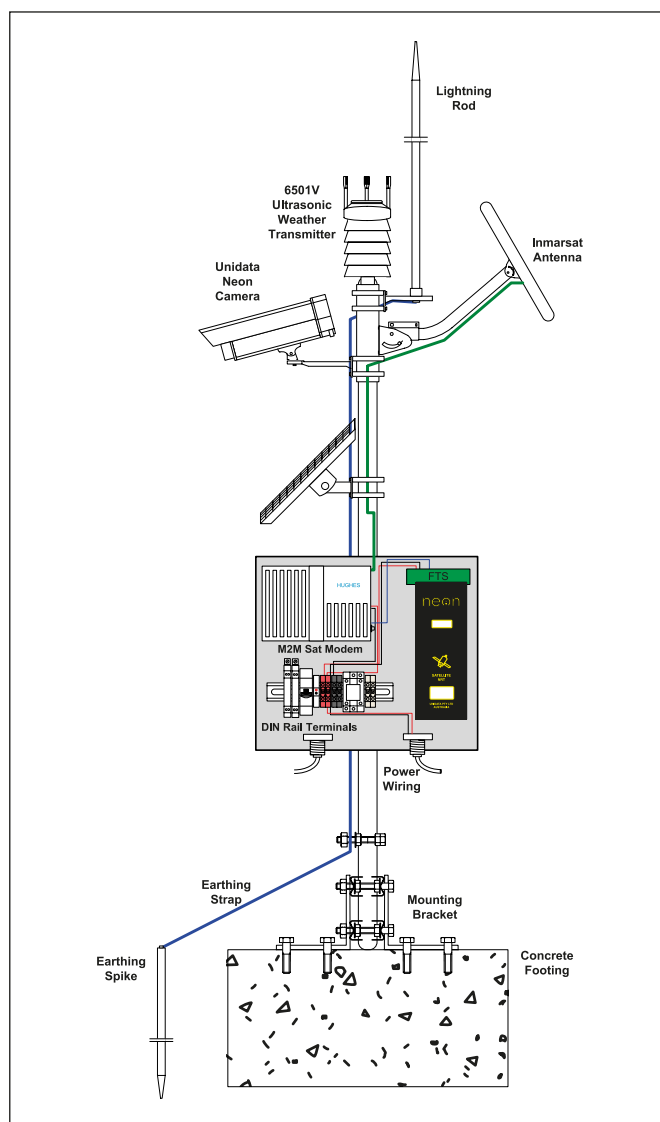 Lightning
Rod
6501V
Ultrasonic
Weather
Transmitter
Inmarsat
Antenna
Unidata
Neon
Camera
FTS
HUGHES
neon
M2M Sat Modem
SATELLITE
DIN Rail Terminals
Power
Wiring
Earthing
Strap
Mounting
Bracket
Earthing
Spike
Concrete
Footing